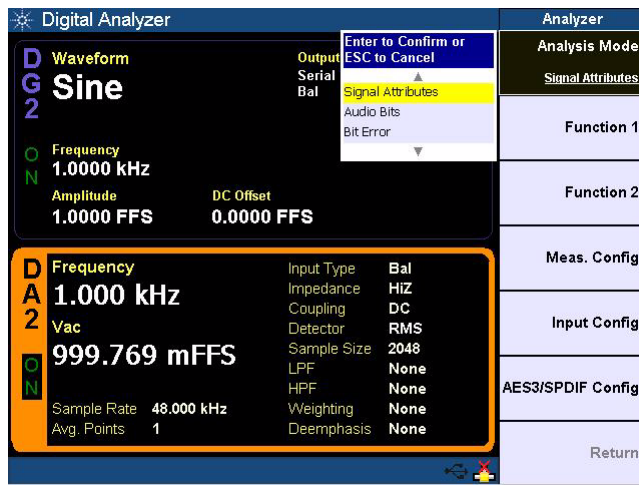 Digital Analyzer
Analyzer
DG2
ON
Waveform
Sine
Output
Serial
Bal
Frequency
1.0000 kHz
Amplitude
1.0000 FFS
DC Offset
0.0000 FFS
Enter to Confirm or
ESC to Cancel
Signal Attributes
Audio Bits
Bit Error
DA2
ON
Frequency
1.000 kHz
Vac
999.769 mFFS
Sample Rate 48.000 kHz
Avg. Points 1
Input Type Bal
Impedance HiZ
Coupling DC
Detector RMS
Sample Size 2048
LPF None
HPF None
Weighting None
Deemphasis None
Analysis Mode
Signal Attributes
Function 1
Function 2
Meas. Config
Input Config
AES3/SPDIF Config
Return